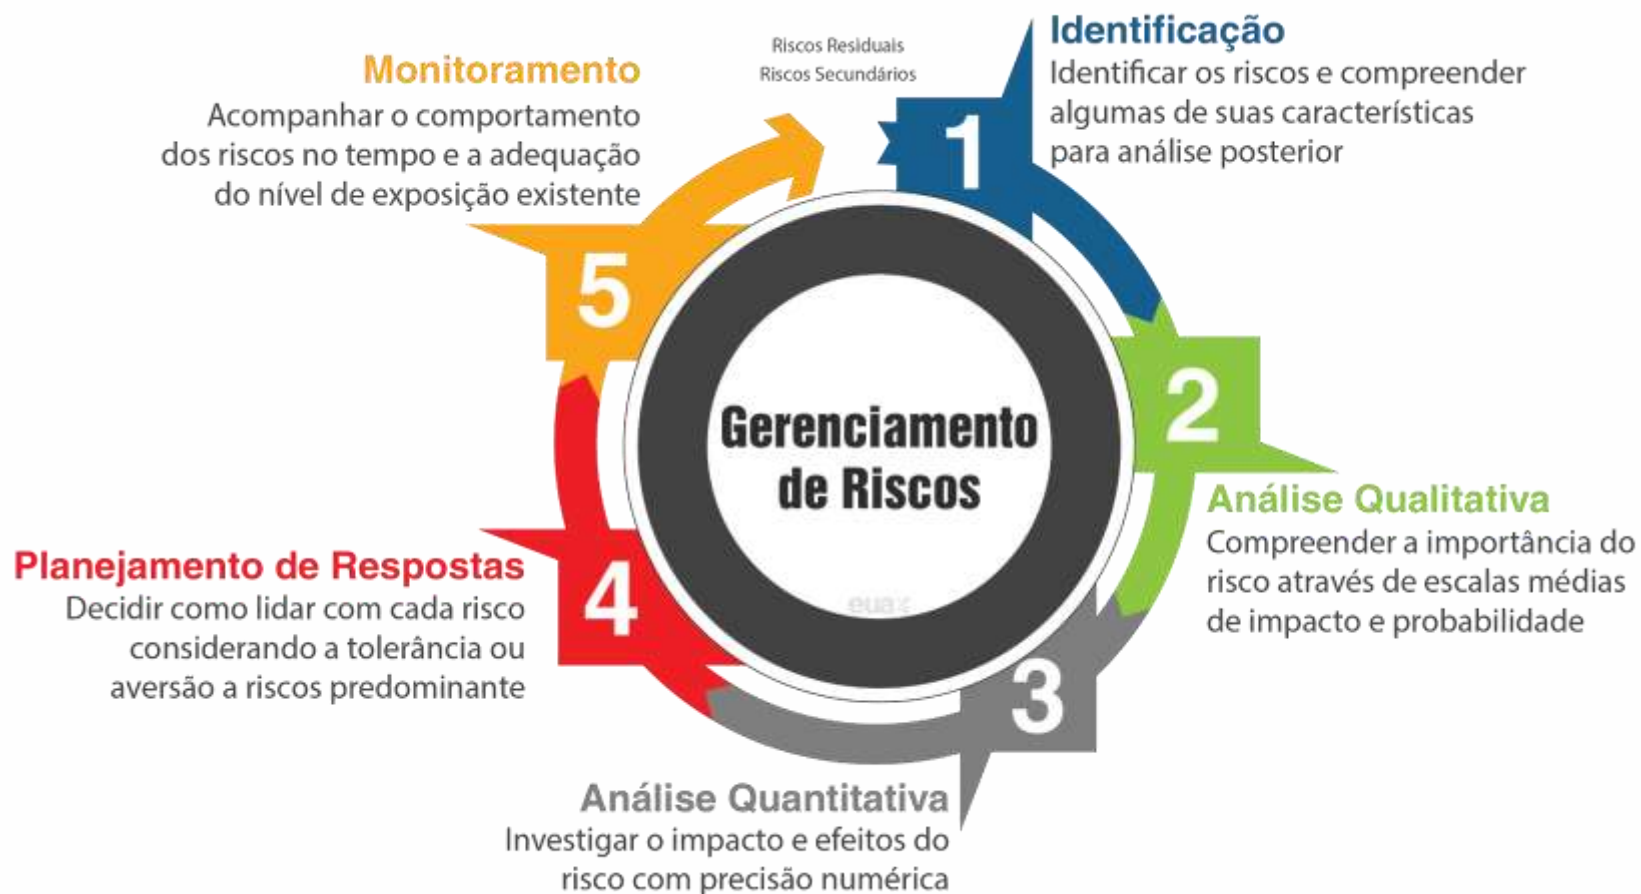 Riscos Residuais
Riscos Secundários
1
Identificação
Identificar os riscos e compreender
algumas de suas características
para análise posterior
2
Análise Qualitativa
Compreender a importância do
risco através de escalas médias
de impacto e probabilidade
3
Análise Quantitativa
Investigar o impacto e efeitos do
risco com precisão numérica
4
Planejamento de Respostas
Decidir como lidar com cada risco
considerando a tolerância ou
aversão a riscos predominante
5
Monitoramento
Acompanhar o comportamento
dos riscos no tempo e a adequação
do nível de exposição existente
Gerenciamento
de Riscos
euax